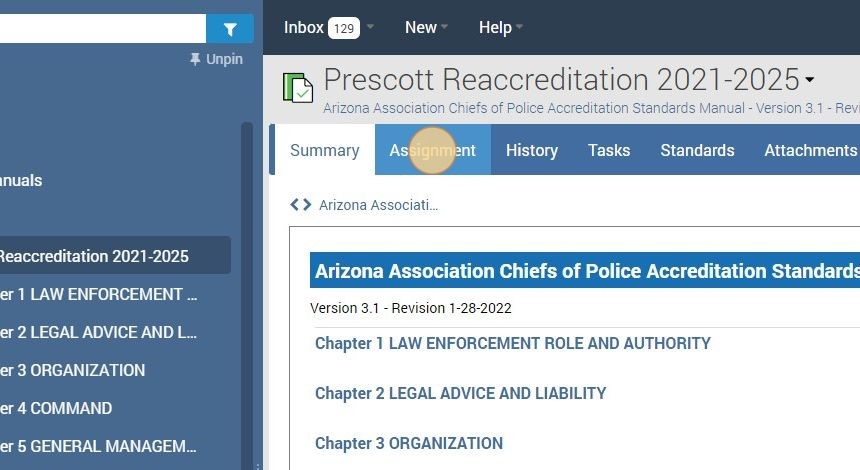 Inbox 129 New Help
Unpin
Prescott Reaccreditation 2021-2025
Arizona Association Chiefs of Police Accreditation Standards Manual - Version 3.1 - Revi
Summary Assignment History Tasks Standards Attachments
anuals
Arizona Associati...
Reaccreditation 2021-2025
er 1 LAW ENFORCEMENT ...
er 2 LEGAL ADVICE AND L...
er 3 ORGANIZATION
er 4 COMMAND
er 5 GENERAL MANAGEM...
Arizona Association Chiefs of Police Accreditation Standards
Version 3.1 - Revision 1-28-2022
Chapter 1 LAW ENFORCEMENT ROLE AND AUTHORITY
Chapter 2 LEGAL ADVICE AND LIABILITY
Chapter 3 ORGANIZATION